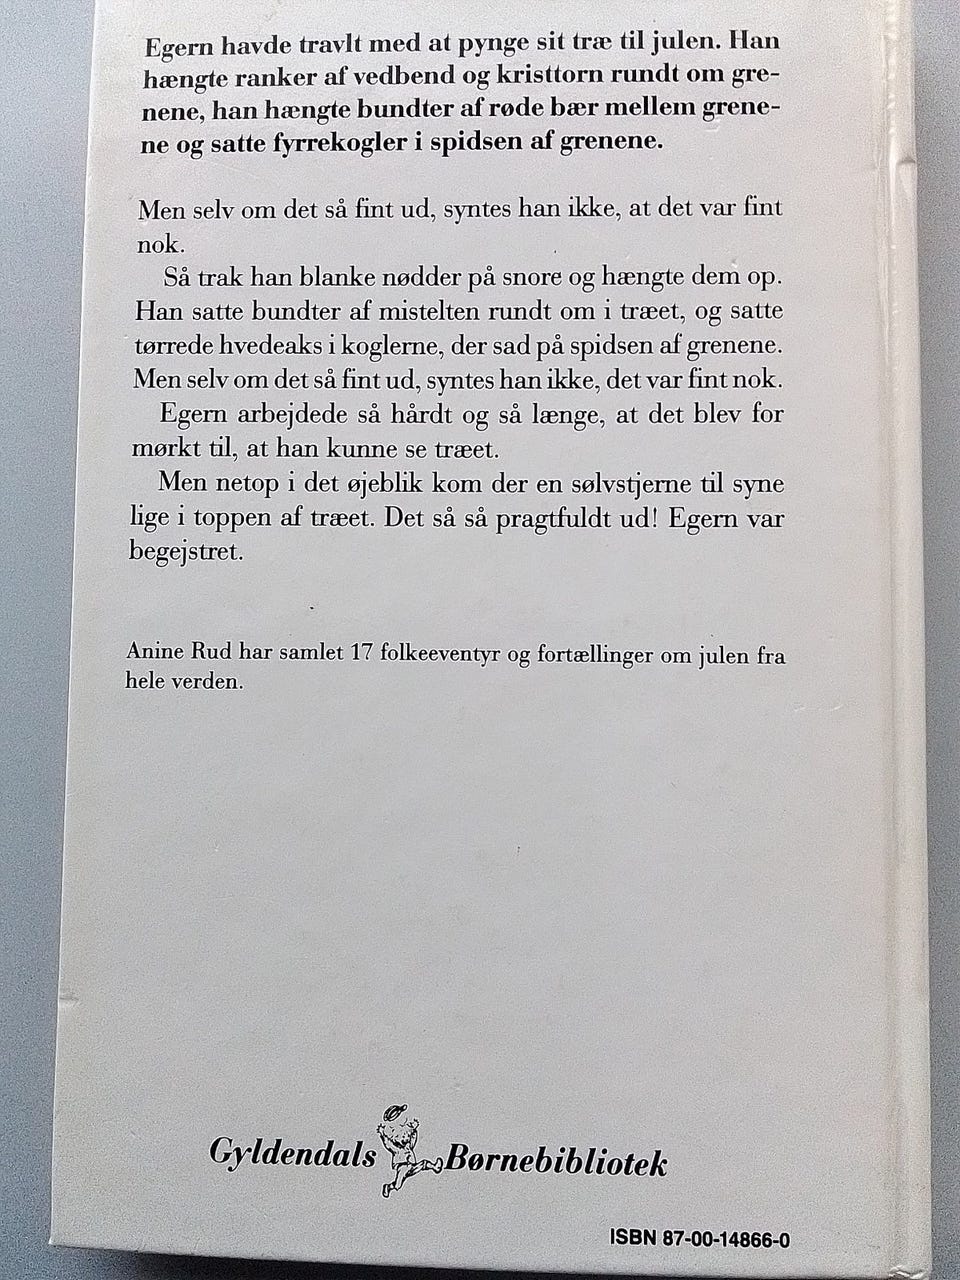 Egern havde travlt med at pynge sit træ til julen. Han
hængte ranker af vedbend og kristtorn rundt om gre-
nene, han hængte bundter af røde bær mellem grene-
ne og satte fyrrekogler i spidsen af grenene.
Men selv om det så fint ud, syntes han ikke, at det var fint
nok.
Så trak han blanke nødder på snore og hængte dem op.
Han satte bundter af mistelten rundt om i træet, og satte
tørrede hvedeaks i koglerne, der sad på spidsen af grenene.
Men selv om det så fint ud, syntes han ikke, det var fint nok.
Egern arbejdede så hårdt og så længe, at det blev for
mørkt til, at han kunne se træet.
Men netop i det øjeblik kom der en sølvstjerne til syne
lige i toppen af træet. Det så så pragtfuldt ud! Egern var
begejstret.
Anine Rud har samlet 17 folkeeventyr og fortællinger om julen fra
hele verden.
Gyldendals Børnebibliotek
ISBN 87-00-14866-0